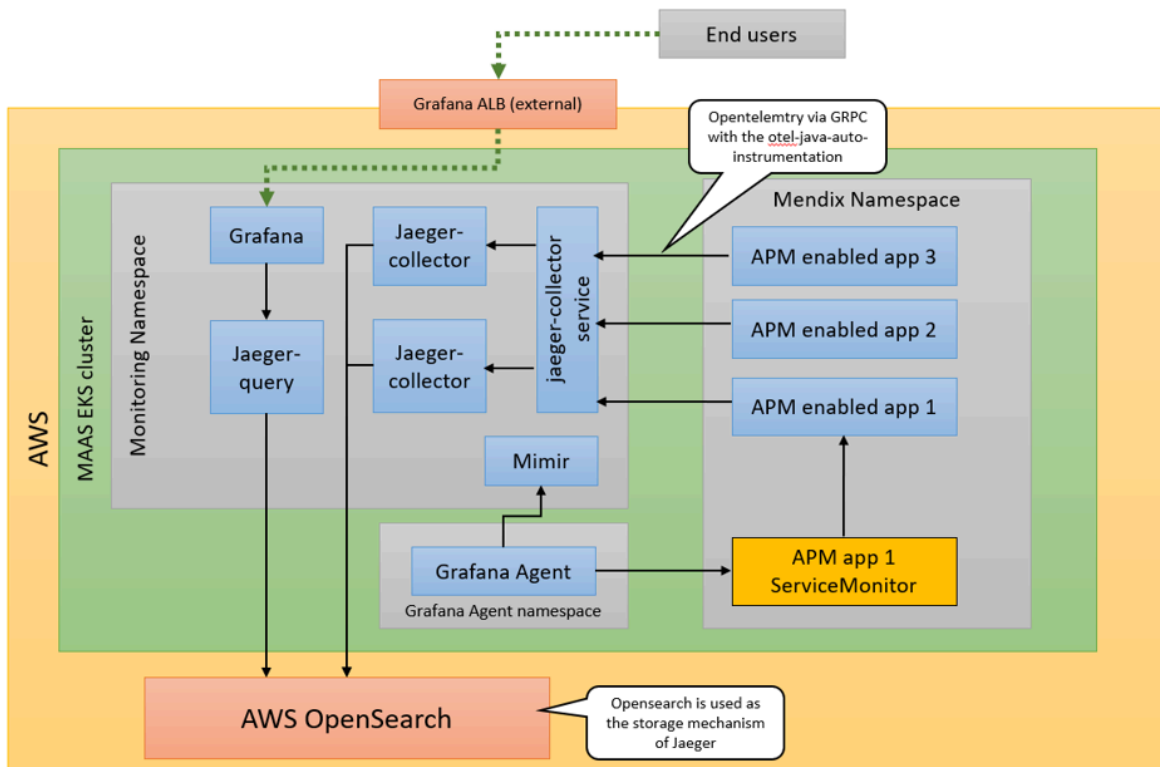 End users
Grafana ALB (external)
Opentelemtry via GRPC
with the otel-java-auto-
instrumentation
AWS
MAAS EKS cluster
Monitoring Namespace
Grafana
Jaeger-
query
Jaeger-
collector
Jaeger-
collector
jaeger-collector
service
Mimir
Mendix Namespace
APM enabled app 3
APM enabled app 2
APM enabled app 1
APM app 1
ServiceMonitor
Grafana Agent
Grafana Agent namespace
AWS OpenSearch
Opensearch is used as
the storage mechanism
of Jaeger